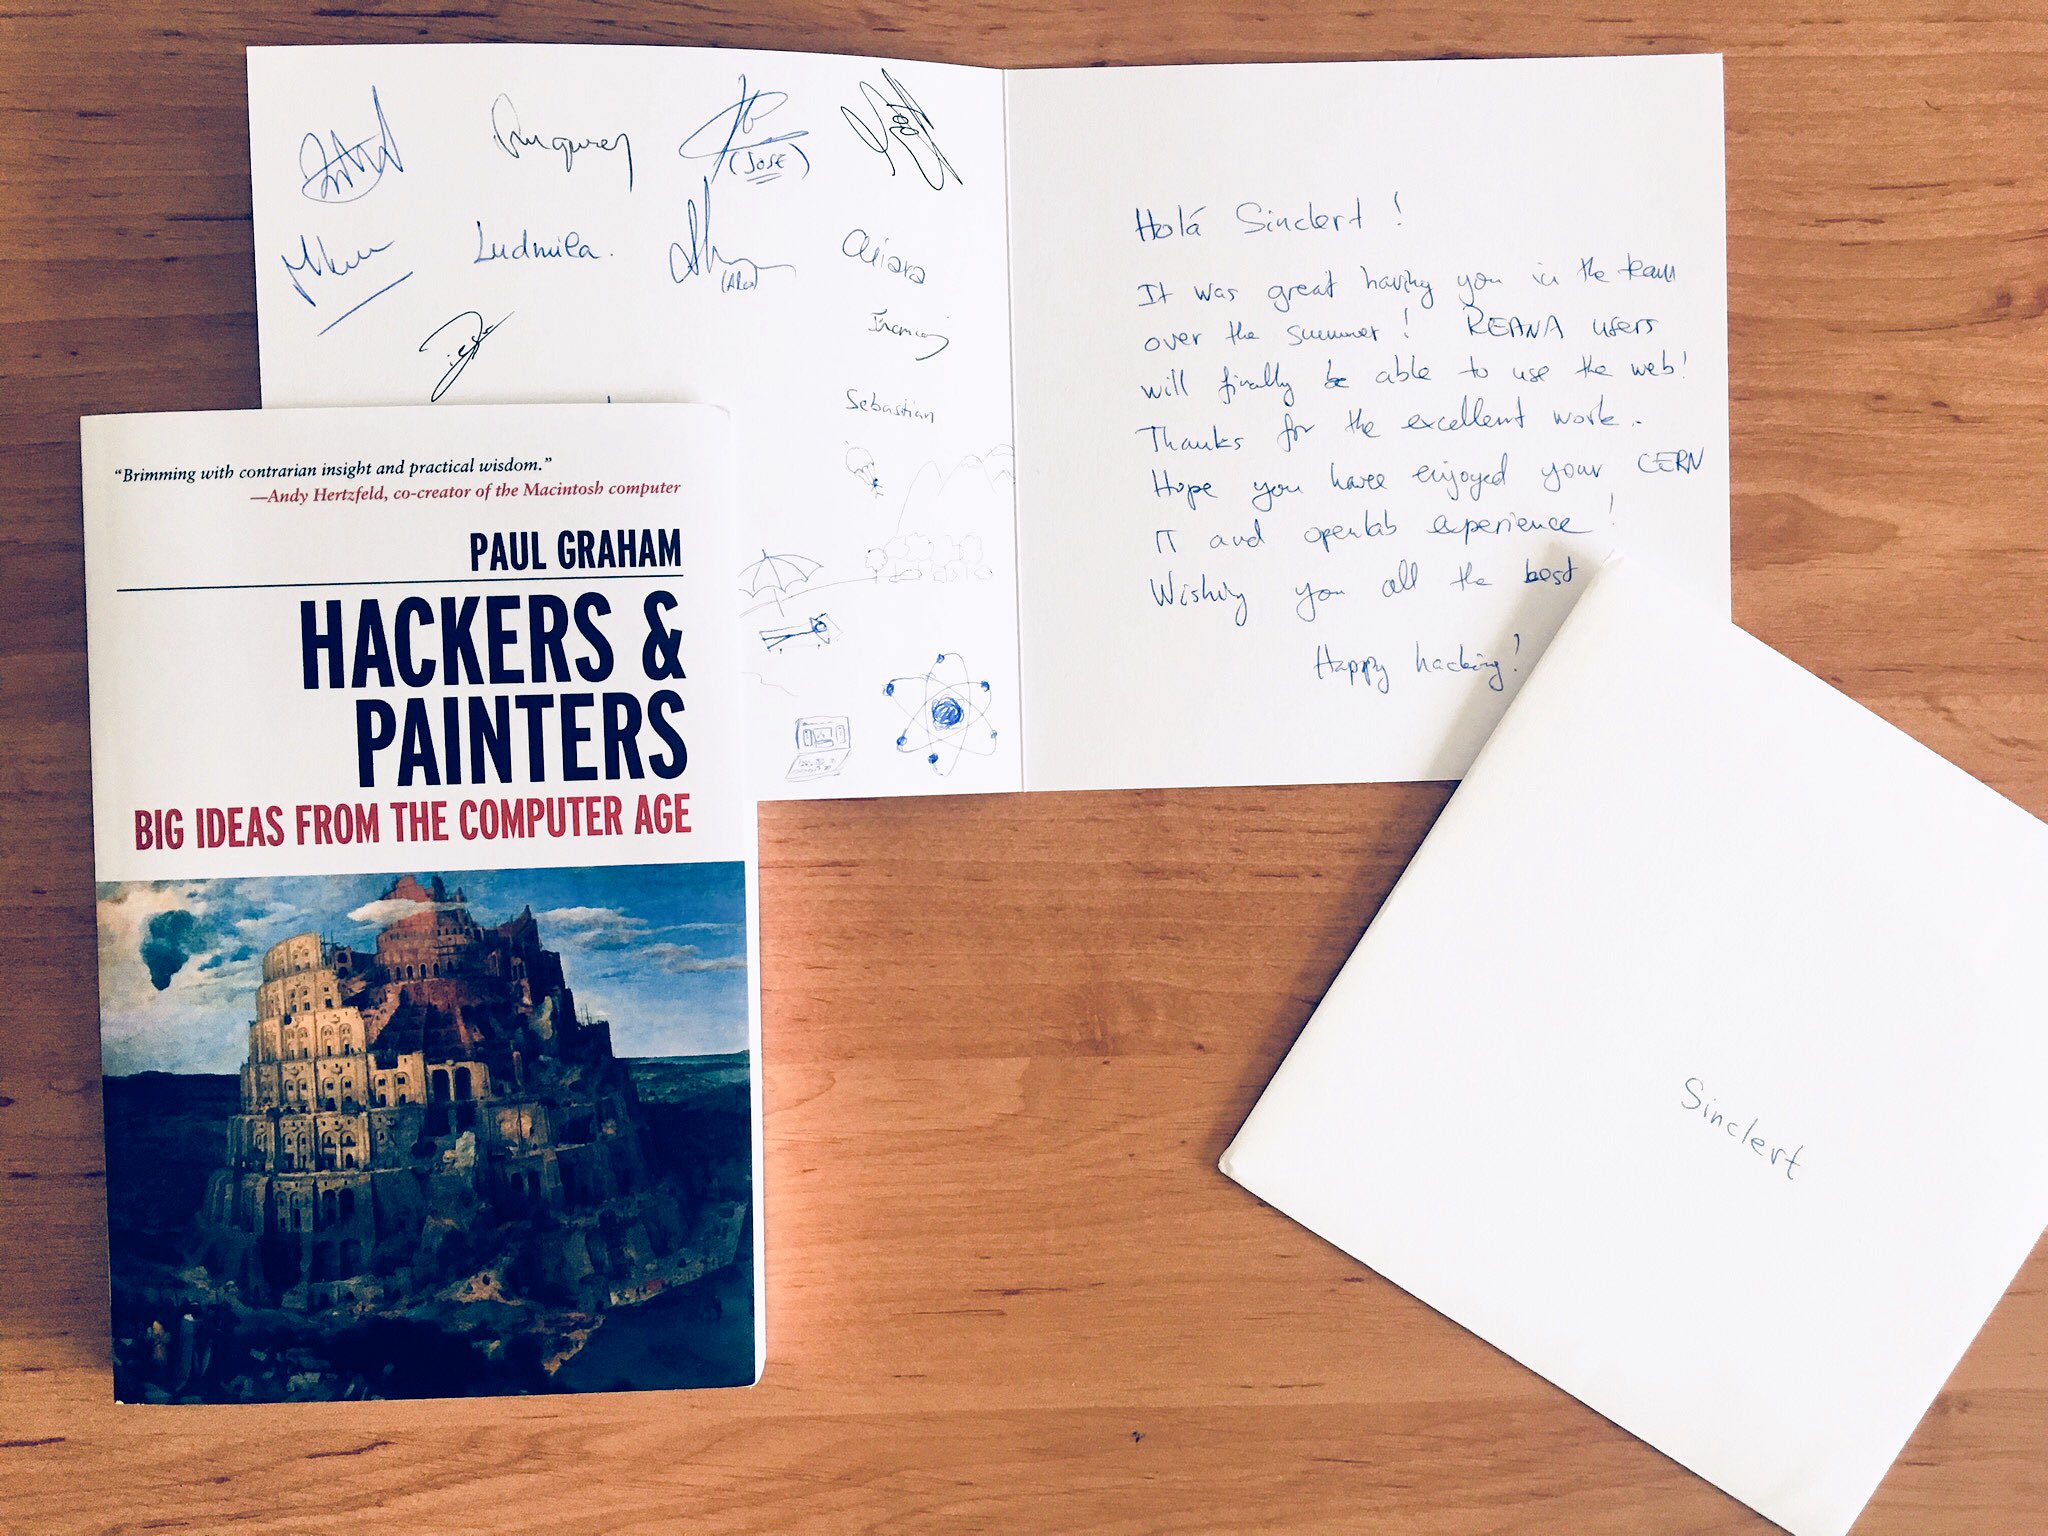 (JOSE)
Ludmila.
(Alex)
Chiara
Sebastian
Holá Sinclert!
It was great having you in the team
over the summer! REANA users
will finally be able to use the web!
Thanks for the excellent work.
Hope you have enjoyed your CERN
IT and openlab experience!
Wishing you all the best
Happy hacking!
“Brimming with contrarian insight and practical wisdom.”
—Andy Hertzfeld, co-creator of the Macintosh computer
PAUL GRAHAM
HACKERS &
PAINTERS
BIG IDEAS FROM THE COMPUTER AGE
Sinclert